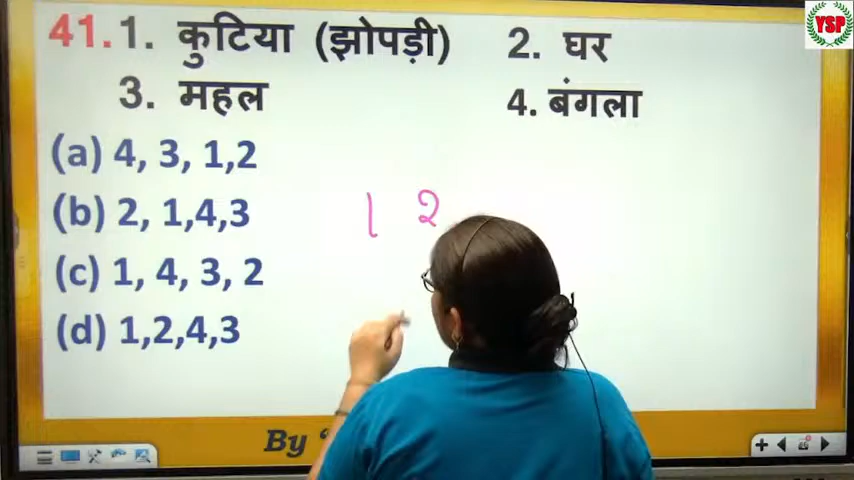 41. 1. कुटिया (झोपड़ी) 2. घर
3. महल 4. बंगला
(a) 4, 3, 1,2
(b) 2, 1,4,3
(c) 1, 4, 3, 2
(d) 1,2,4,3
1 2
By
YSP